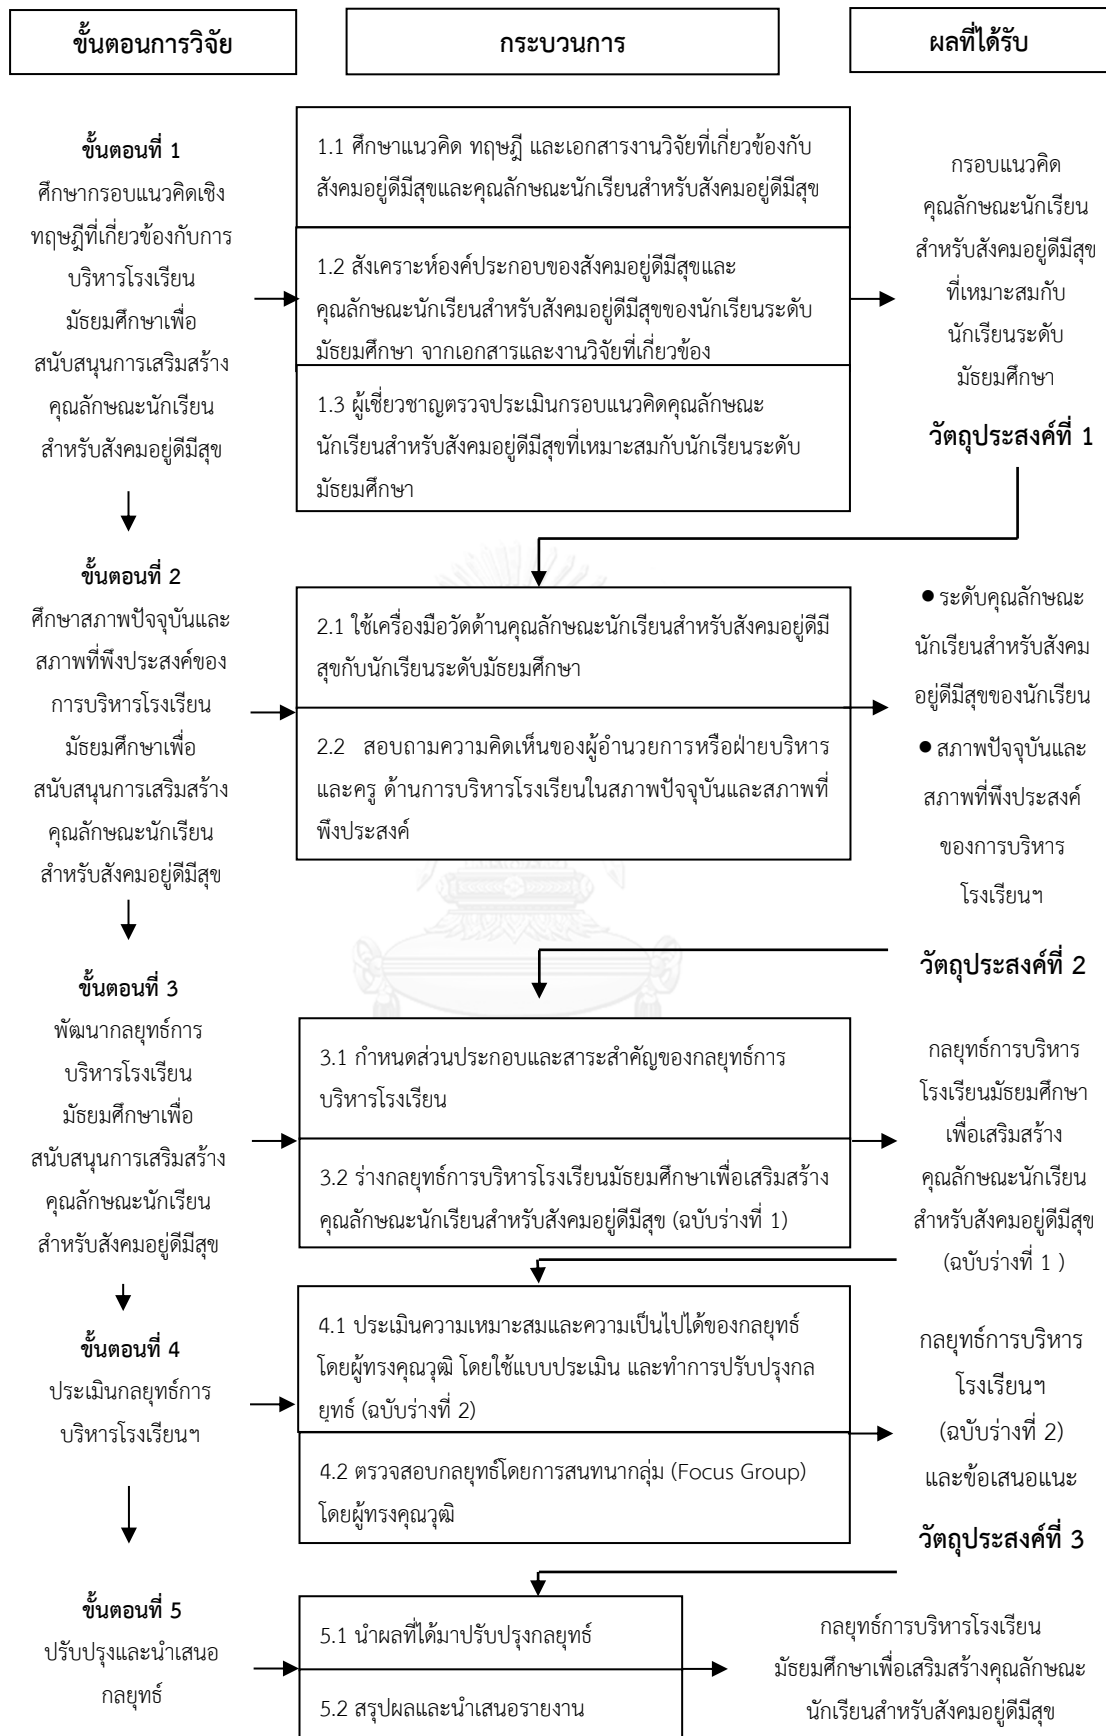 ขั้นตอนการวิจัย
กระบวนการ
ผลที่ได้รับ
ขั้นตอนที่ 1
ศึกษากรอบแนวคิดเชิง
ทฤษฎีที่เกี่ยวข้องกับการ
บริหารโรงเรียน
มัธยมศึกษาเพื่อ
สนับสนุนการเสริมสร้าง
คุณลักษณะนักเรียน
สำหรับสังคมอยู่ดีมีสุข
1.1 ศึกษาแนวคิด ทฤษฎี และเอกสารงานวิจัยที่เกี่ยวข้องกับ
สังคมอยู่ดีมีสุขและคุณลักษณะนักเรียนสำหรับสังคมอยู่ดีมีสุข
1.2 สังเคราะห์องค์ประกอบของสังคมอยู่ดีมีสุขและ
คุณลักษณะนักเรียนสำหรับสังคมอยู่ดีมีสุขของนักเรียนระดับ
มัธยมศึกษา จากเอกสารและงานวิจัยที่เกี่ยวข้อง
1.3 ผู้เชี่ยวชาญตรวจประเมินกรอบแนวคิดคุณลักษณะ
นักเรียนสำหรับสังคมอยู่ดีมีสุขที่เหมาะสมกับนักเรียนระดับ
มัธยมศึกษา
กรอบแนวคิด
คุณลักษณะนักเรียน
สำหรับสังคมอยู่ดีมีสุข
ที่เหมาะสมกับ
นักเรียนระดับ
มัธยมศึกษา
วัตถุประสงค์ที่ 1
ขั้นตอนที่ 2
ศึกษาสภาพปัจจุบันและ
สภาพที่พึงประสงค์ของ
การบริหารโรงเรียน
มัธยมศึกษาเพื่อ
สนับสนุนการเสริมสร้าง
คุณลักษณะนักเรียน
สำหรับสังคมอยู่ดีมีสุข
2.1 ใช้เครื่องมือวัดด้านคุณลักษณะนักเรียนสำหรับสังคมอยู่ดีมี
สุขกับนักเรียนระดับมัธยมศึกษา
2.2 สอบถามความคิดเห็นของผู้อำนวยการหรือฝ่ายบริหาร
และครู ด้านการบริหารโรงเรียนในสภาพปัจจุบันและสภาพที่
พึงประสงค์
● ระดับคุณลักษณะ
นักเรียนสำหรับสังคม
อยู่ดีมีสุขของนักเรียน
● สภาพปัจจุบันและ
สภาพที่พึงประสงค์
ของการบริหาร
โรงเรียนฯ
วัตถุประสงค์ที่ 2
ขั้นตอนที่ 3
พัฒนากลยุทธ์การ
บริหารโรงเรียน
มัธยมศึกษาเพื่อ
สนับสนุนการเสริมสร้าง
คุณลักษณะนักเรียน
สำหรับสังคมอยู่ดีมีสุข
3.1 กำหนดส่วนประกอบและสาระสำคัญของกลยุทธ์การ
บริหารโรงเรียน
3.2 ร่างกลยุทธ์การบริหารโรงเรียนมัธยมศึกษาเพื่อเสริมสร้าง
คุณลักษณะนักเรียนสำหรับสังคมอยู่ดีมีสุข (ฉบับร่างที่ 1)
กลยุทธ์การบริหาร
โรงเรียนมัธยมศึกษา
เพื่อเสริมสร้าง
คุณลักษณะนักเรียน
สำหรับสังคมอยู่ดีมีสุข
(ฉบับร่างที่ 1 )
ขั้นตอนที่ 4
ประเมินกลยุทธ์การ
บริหารโรงเรียนฯ
4.1 ประเมินความเหมาะสมและความเป็นไปได้ของกลยุทธ์
โดยผู้ทรงคุณวุฒิ โดยใช้แบบประเมิน และทำการปรับปรุงกล
ยุทธ์ (ฉบับร่างที่ 2)
4.2 ตรวจสอบกลยุทธ์โดยการสนทนากลุ่ม (Focus Group)
โดยผู้ทรงคุณวุฒิ
กลยุทธ์การบริหาร
โรงเรียนฯ
(ฉบับร่างที่ 2)
และข้อเสนอแนะ
วัตถุประสงค์ที่ 3
ขั้นตอนที่ 5
ปรับปรุงและนำเสนอ
กลยุทธ์
5.1 นำผลที่ได้มาปรับปรุงกลยุทธ์
5.2 สรุปผลและนำเสนอรายงาน
กลยุทธ์การบริหารโรงเรียน
มัธยมศึกษาเพื่อเสริมสร้างคุณลักษณะ
นักเรียนสำหรับสังคมอยู่ดีมีสุข